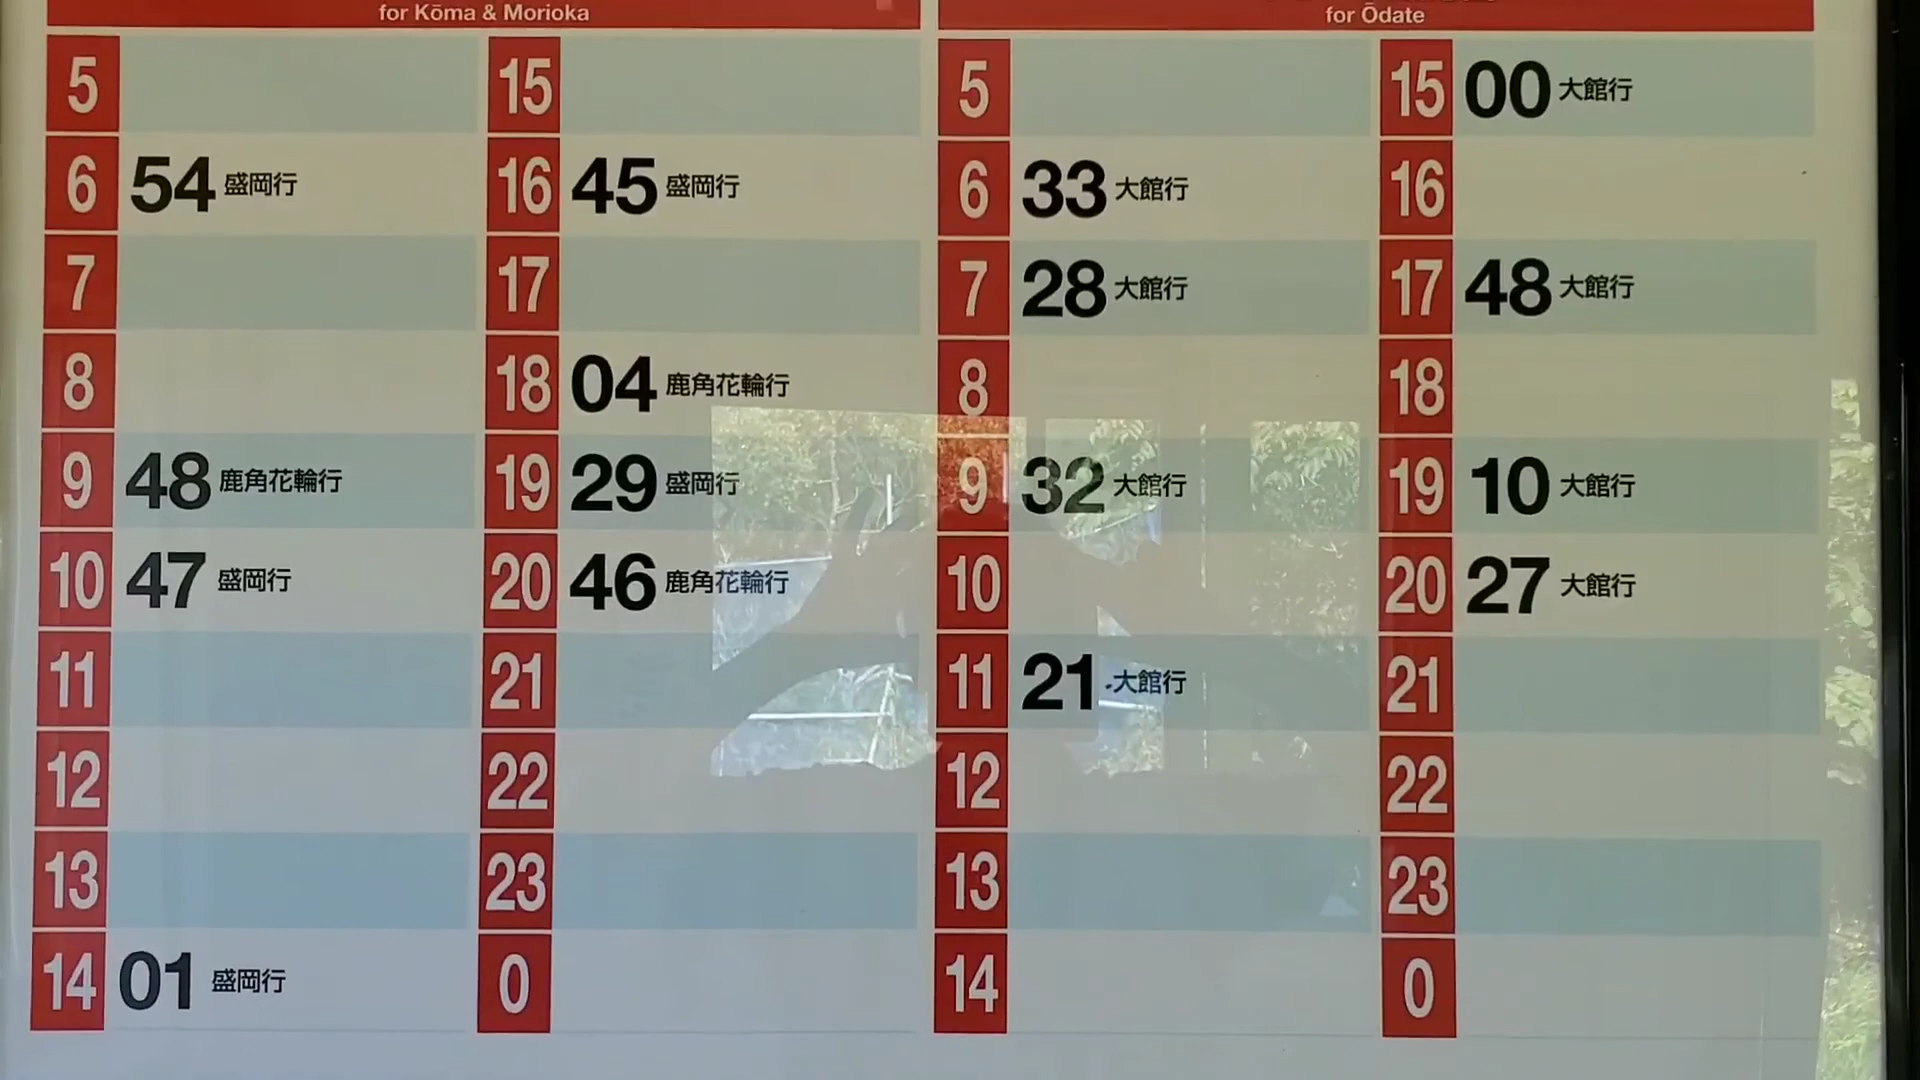 for Kōma & Morioka
5
6 54 盛岡行
7
8
9 48 鹿角花輪行
10 47 盛岡行
11
12
13
14 01 盛岡行
15
16 45 盛岡行
17
18 04 鹿角花輪行
19 29 盛岡行
20 46 鹿角花輪行
21
22
23
0
for Ōdate
5
6 33 大館行
7 28 大館行
8
9 32 大館行
10
11 21 大館行
12
13
14
15 00 大館行
16
17 48 大館行
18
19 10 大館行
20 27 大館行
21
22
23
0